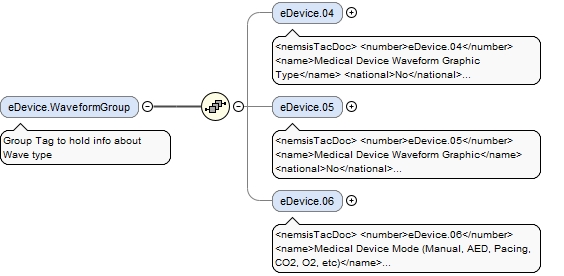 eDevice.04
<nemsisTacDoc> <number>eDevice.04</number>
<name>Medical Device Waveform Graphic
Type</name> <national>No</national>...
eDevice.WaveformGroup
Group Tag to hold info about
Wave type
eDevice.05
<nemsisTacDoc> <number>eDevice.05</number>
<name>Medical Device Waveform Graphic</name>
<national>No</national>...
eDevice.06
<nemsisTacDoc> <number>eDevice.06</number>
<name>Medical Device Mode (Manual, AED, Pacing,
CO2, O2, etc)</name>...